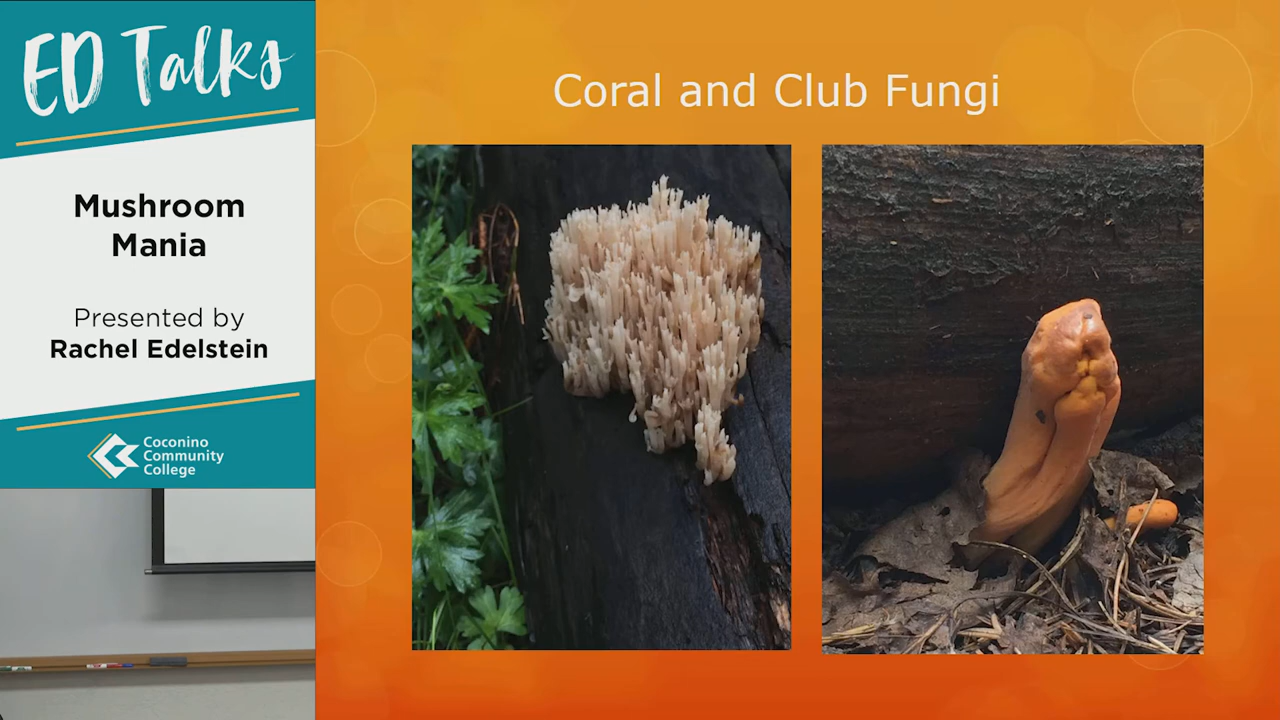 ED Talks
Mushroom
Mania
Presented by
Rachel Edelstein
Coconino
Community
College
Coral and Club Fungi